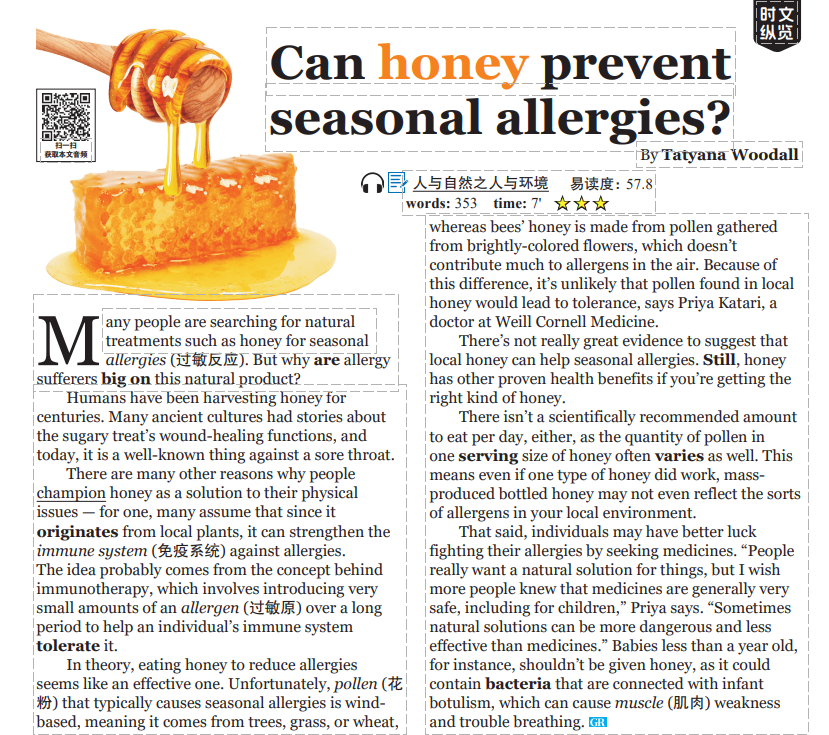 时文
纵览
Can honey prevent
seasonal allergies?
By Tatyana Woodall
扫一扫
获取本文音频
人与自然之人与环境 易读度：57.8
words: 353 time: 7'
Many people are searching for natural
treatments such as honey for seasonal
allergies (过敏反应). But why are allergy
sufferers big on this natural product?
Humans have been harvesting honey for
centuries. Many ancient cultures had stories about
the sugary treat's wound-healing functions, and
today, it is a well-known thing against a sore throat.
There are many other reasons why people
champion honey as a solution to their physical
issues — for one, many assume that since it
originates from local plants, it can strengthen the
immune system (免疫系统) against allergies.
The idea probably comes from the concept behind
immunotherapy, which involves introducing very
small amounts of an allergen (过敏原) over a long
period to help an individual's immune system
tolerate it.
In theory, eating honey to reduce allergies
seems like an effective one. Unfortunately, pollen (花
粉) that typically causes seasonal allergies is wind-
based, meaning it comes from trees, grass, or wheat,
whereas bees' honey is made from pollen gathered
from brightly-colored flowers, which doesn't
contribute much to allergens in the air. Because of
this difference, it's unlikely that pollen found in local
honey would lead to tolerance, says Priya Katari, a
doctor at Weill Cornell Medicine.
There's not really great evidence to suggest that
local honey can help seasonal allergies. Still, honey
has other proven health benefits if you're getting the
right kind of honey.
There isn't a scientifically recommended amount
to eat per day, either, as the quantity of pollen in
one serving size of honey often varies as well. This
means even if one type of honey did work, mass-
produced bottled honey may not even reflect the sorts
of allergens in your local environment.
That said, individuals may have better luck
fighting their allergies by seeking medicines. "People
really want a natural solution for things, but I wish
more people knew that medicines are generally very
safe, including for children," Priya says. "Sometimes
natural solutions can be more dangerous and less
effective than medicines." Babies less than a year old,
for instance, shouldn't be given honey, as it could
contain bacteria that are connected with infant
botulism, which can cause muscle (肌肉) weakness
and trouble breathing. GR